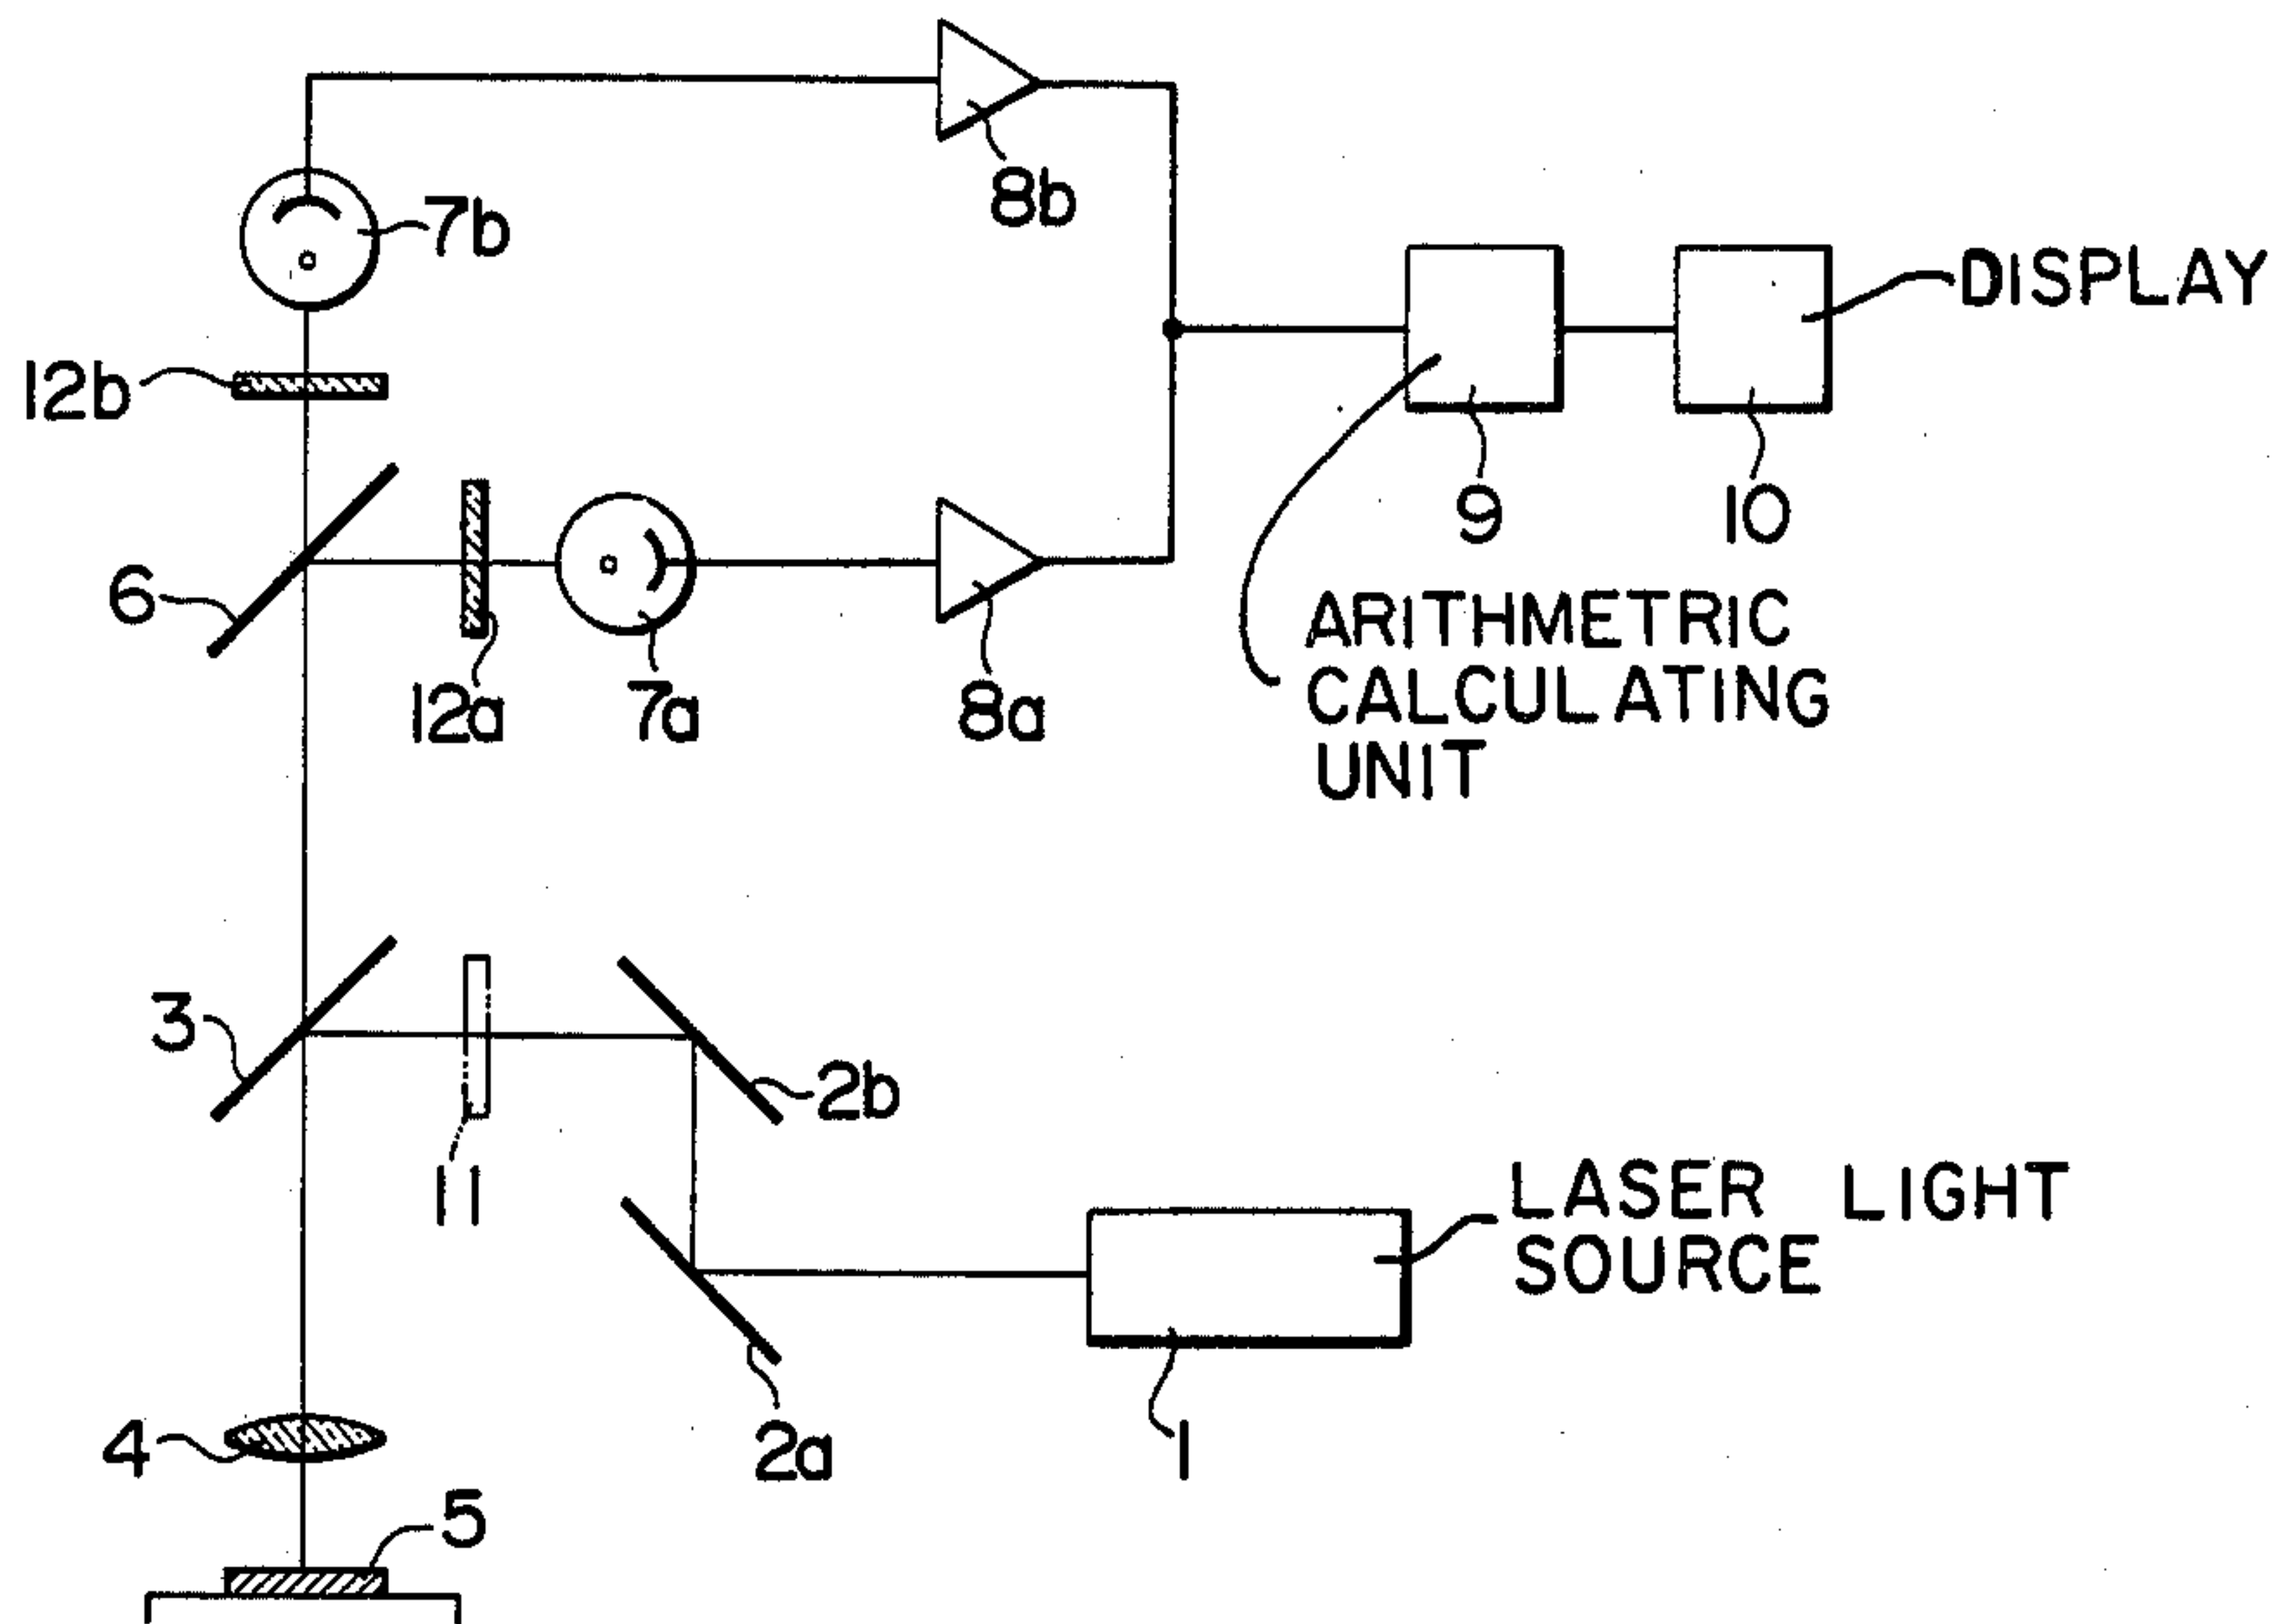 8b
7b
DISPLAY
12b
9
10
6
12a
7a
8a
ARITHMETRIC
CALCULATING
UNIT
3
2b
11
LASER LIGHT
SOURCE
4
2a
1
5